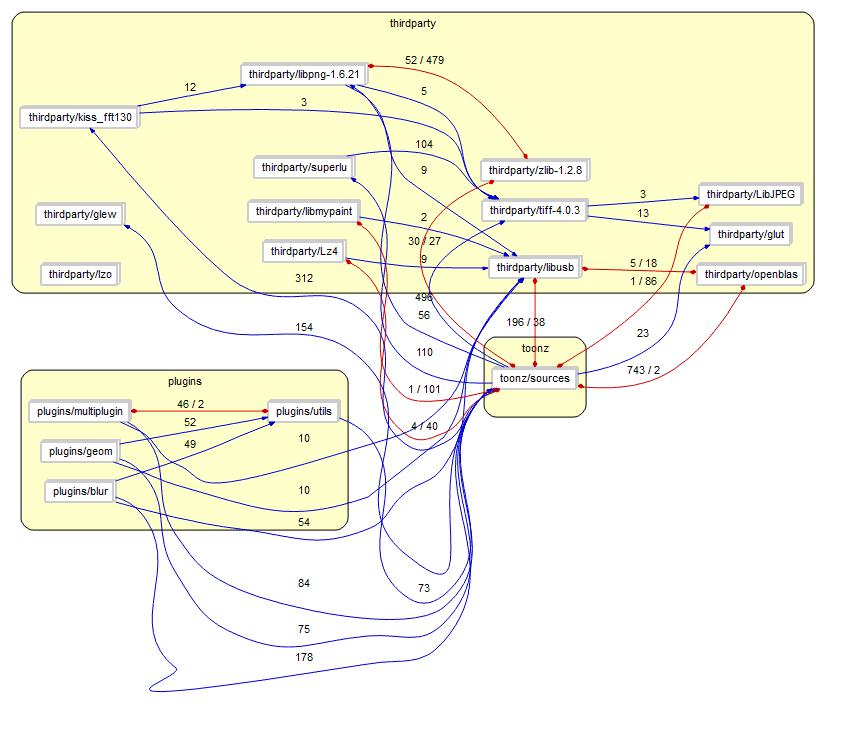 thirdparty
52 / 479
thirdparty/libpng-1.6.21
12
5
3
thirdparty/kiss_fft130
104
thirdparty/superlu
9
thirdparty/zlib-1.2.8
3
thirdparty/LibJPEG
thirdparty/glew
thirdparty/libmypaint
2
thirdparty/tiff-4.0.3
13
thirdparty/glut
30 / 27
thirdparty/Lz4
9
thirdparty/libusb
5 / 18
thirdparty/lzo
312
1 / 86
thirdparty/openblas
496
56
196 / 38
154
23
toonz
110
743 / 2
toonz/sources
plugins
1 / 101
46 / 2
plugins/multiplugin
plugins/utils
52
4 / 40
49
10
plugins/geom
plugins/blur
10
54
84
73
75
178